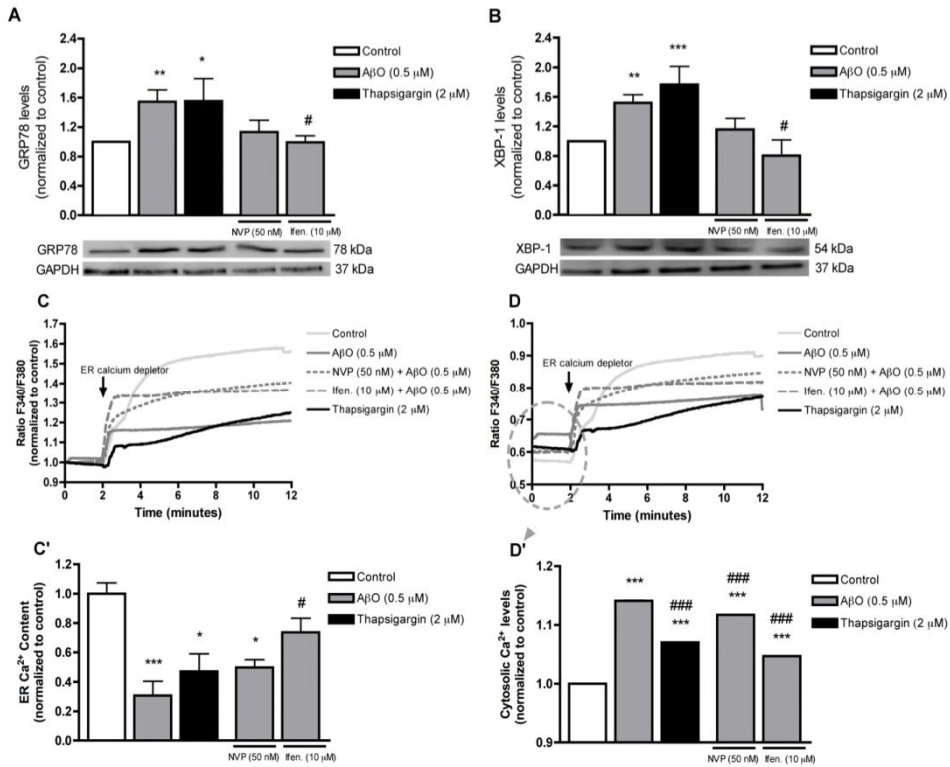 A
GRP78 levels
(normalized to control)
2.4
2.0
1.6
1.2
0.8
0.4
0.0
**
*
#
Control
AβO (0.5 μM)
Thapsigargin (2 μM)
NVP (50 nM)
Ifen. (10 μM)
GRP78
78 kDa
GAPDH
37 kDa
B
XBP-1 levels
(normalized to control)
2.4
2.0
1.6
1.2
0.8
0.4
0.0
**
***
#
Control
AβO (0.5 μM)
Thapsigargin (2 μM)
NVP (50 nM)
Ifen. (10 μM)
XBP-1
54 kDa
GAPDH
37 kDa
C
Ratio F340/F380
(normalized to control)
1.7
1.6
1.5
1.4
1.3
1.2
1.1
1.0
0.9
ER calcium depletor
0 2 4 6 8 10 12
Time (minutes)
Control
AβO (0.5 μM)
NVP (50 nM) + AβO (0.5 μM)
Ifen. (10 μM) + AβO (0.5 μM)
Thapsigargin (2 μM)
D
Ratio F340/F380
1.0
0.9
0.8
0.7
0.6
0.5
ER calcium depletor
0 2 4 6 8 10 12
Time (minutes)
Control
AβO (0.5 μM)
NVP (50 nM) + AβO (0.5 μM)
Ifen. (10 μM) + AβO (0.5 μM)
Thapsigargin (2 μM)
C'
ER Ca²⁺ Content
(normalized to control)
1.2
1.0
0.8
0.6
0.4
0.2
0.0
***
*
*
#
Control
AβO (0.5 μM)
Thapsigargin (2 μM)
NVP (50 nM)
Ifen. (10 μM)
D'
Cytosolic Ca²⁺ levels
(normalized to control)
1.2
1.1
1.0
0.9
***
###
***
###
***
###
***
Control
AβO (0.5 μM)
Thapsigargin (2 μM)
NVP (50 nM)
Ifen. (10 μM)